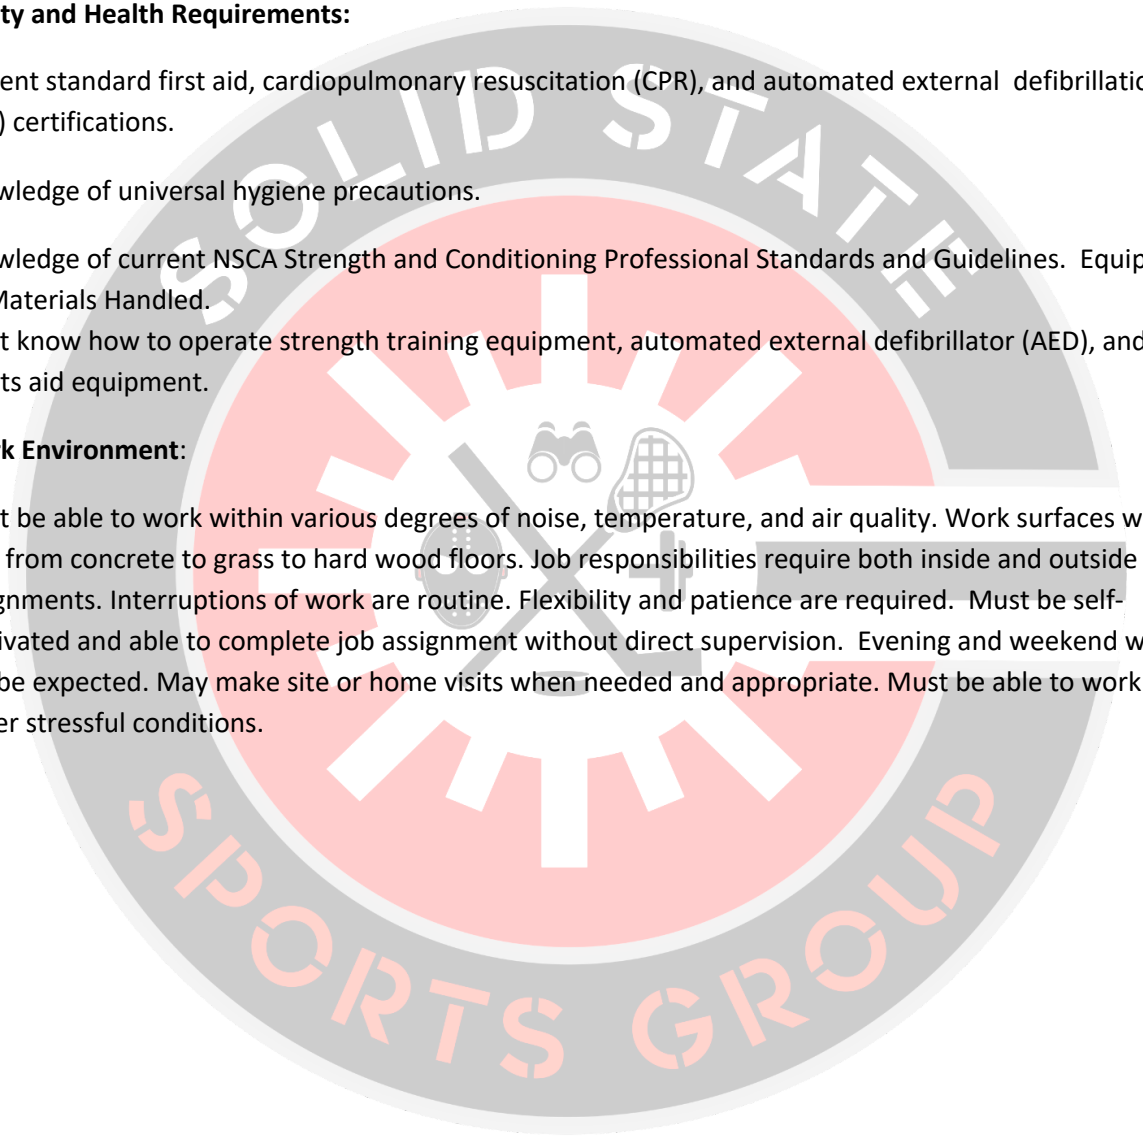 ty and Health Requirements:
ent standard first aid, cardiopulmonary resuscitation (CPR), and automated external defibrillatio
) certifications.
wledge of universal hygiene precautions.
wledge of current NSCA Strength and Conditioning Professional Standards and Guidelines. Equip
Materials Handled.
t know how to operate strength training equipment, automated external defibrillator (AED), and
ts aid equipment.
k Environment:
t be able to work within various degrees of noise, temperature, and air quality. Work surfaces w
from concrete to grass to hard wood floors. Job responsibilities require both inside and outside
gnments. Interruptions of work are routine. Flexibility and patience are required. Must be self-
ivated and able to complete job assignment without direct supervision. Evening and weekend w
be expected. May make site or home visits when needed and appropriate. Must be able to work
er stressful conditions.
SOLID STATE
SPORTS GROUP